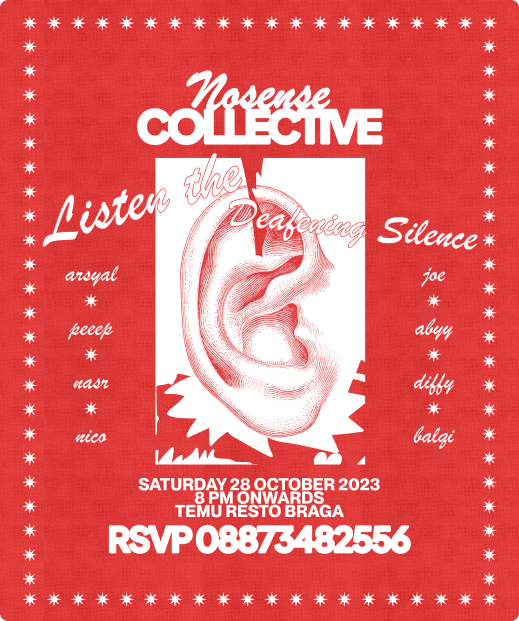 Nosense
COLLECTIVE
Listen the Deafening Silence
arsyal
peeep
nasr
nico
joe
abyy
diffy
balqi
SATURDAY 28 OCTOBER 2023
8 PM ONWARDS
TEMU RESTO BRAGA
RSVP 08873482556